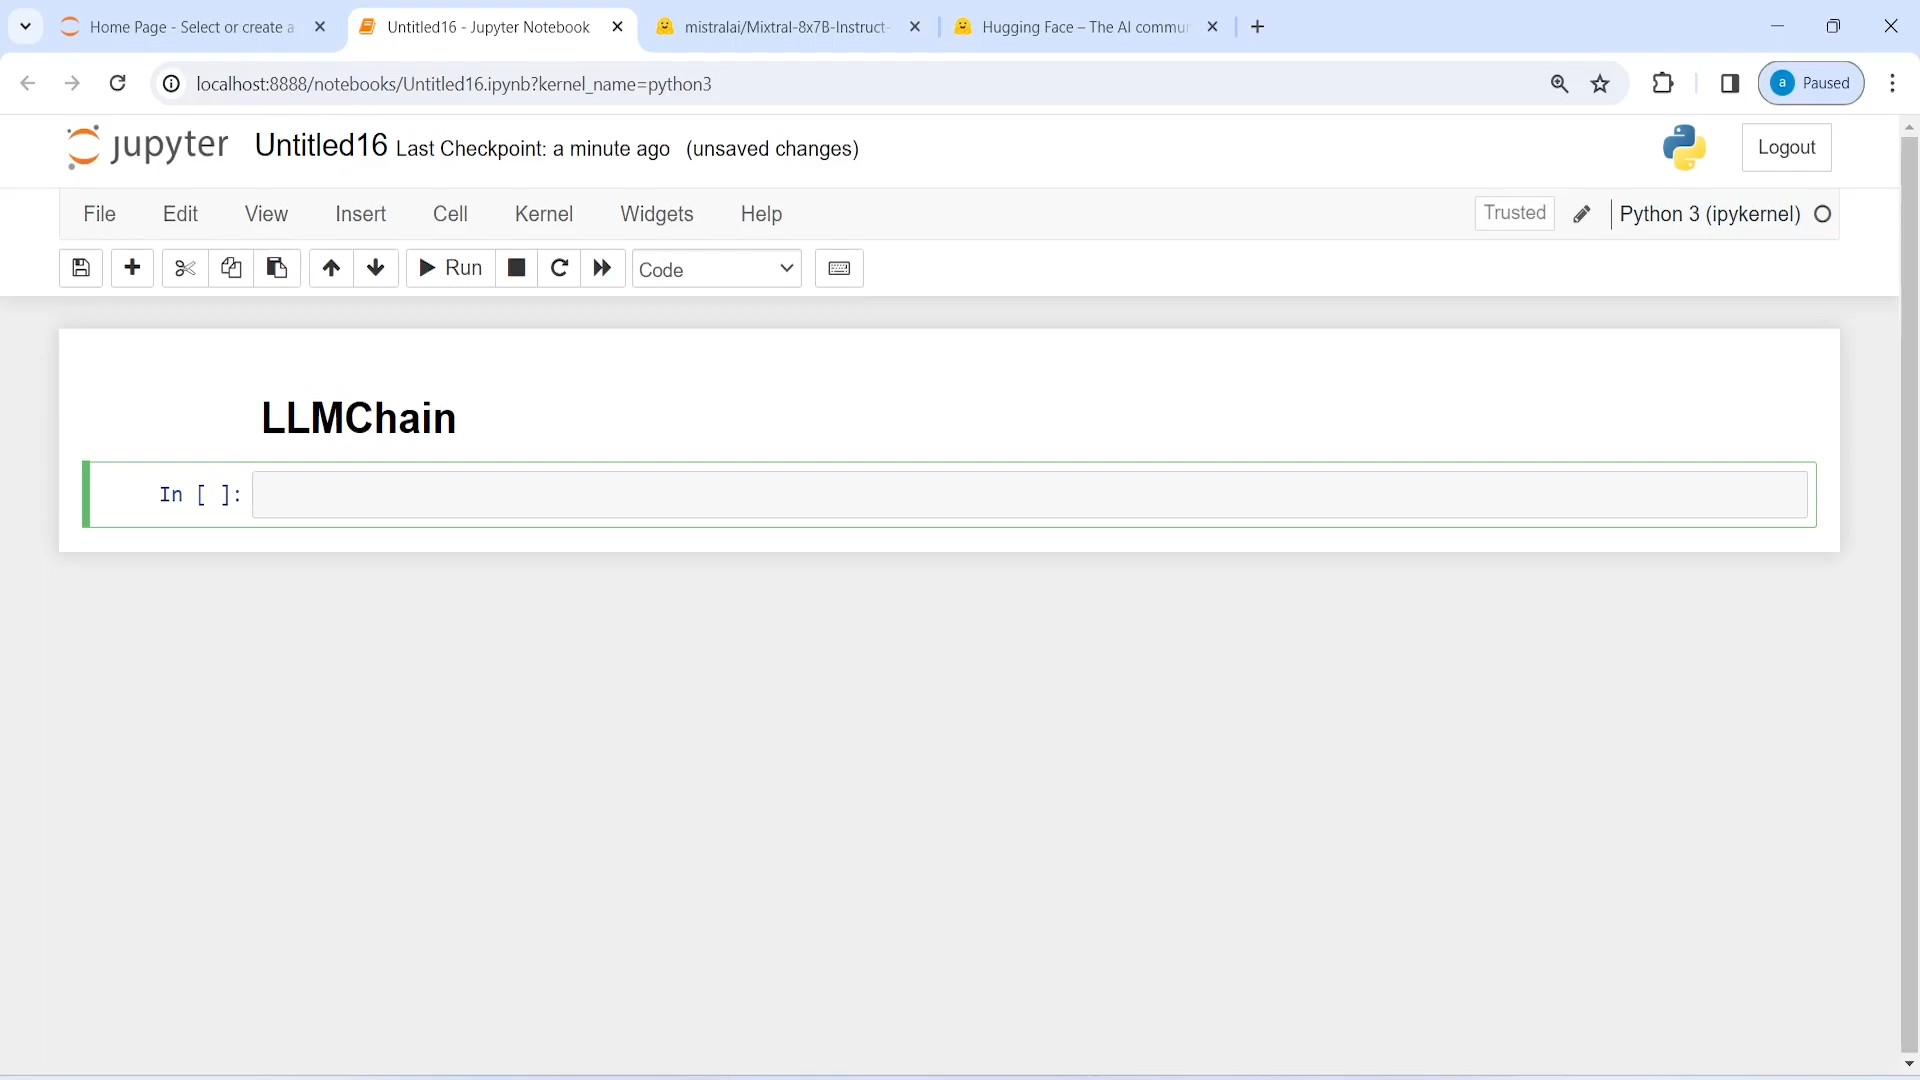 Home Page - Select or create a
Untitled16 - Jupyter Notebook
mistralai/Mixtral-8x7B-Instruct-
Hugging Face – The AI commun
localhost:8888/notebooks/Untitled16.ipynb?kernel_name=python3
a Paused
jupyter Untitled16 Last Checkpoint: a minute ago (unsaved changes)
Logout
File Edit View Insert Cell Kernel Widgets Help
Trusted Python 3 (ipykernel)
Run Code
LLMChain
In [ ]: